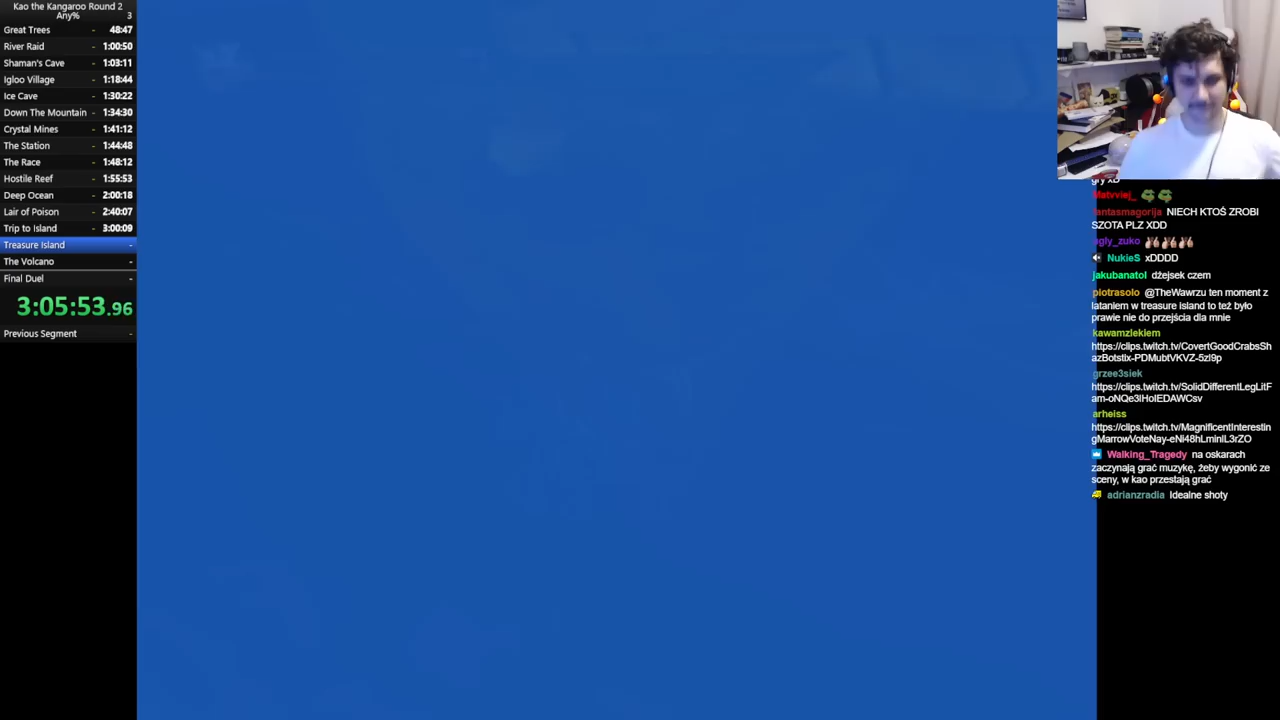 Kao the Kangaroo Round 2
Any% 3
Great Trees - 48:47
River Raid - 1:00:50
Shaman's Cave - 1:03:11
Igloo Village - 1:18:44
Ice Cave - 1:30:22
Down The Mountain - 1:34:30
Crystal Mines - 1:41:12
The Station - 1:44:48
The Race - 1:48:12
Hostile Reef - 1:55:53
Deep Ocean - 2:00:18
Lair of Poison - 2:40:07
Trip to Island - 3:00:09
Treasure Island -
The Volcano -
Final Duel -
3:05:53.96
Previous Segment -
gry xD
Matvviej_
fantasmagorija NIECH KTOŚ ZROBI
SZOTA PLZ XDD
ugly_zuko
NukieS xDDDD
jakubanatol dżejsek czem
piotrasolo @TheWawrzu ten moment z
lataniem w treasure island to też było
prawie nie do przejścia dla mnie
kawamzlekiem
https://clips.twitch.tv/CovertGoodCrabsSh
azBotstix-PDMubtVKVZ-5zl9p
grzee3siek
https://clips.twitch.tv/SolidDifferentLegLitF
am-oNQe3lHoIEDAWCsv
arheiss
https://clips.twitch.tv/MagnificentInterestin
gMarrowVoteNay-eNi48hLminlL3rZO
Walking_Tragedy na oskarach
zaczynają grać muzykę, żeby wygonić ze
sceny, w kao przestają grać
adrianzradia Idealne shoty